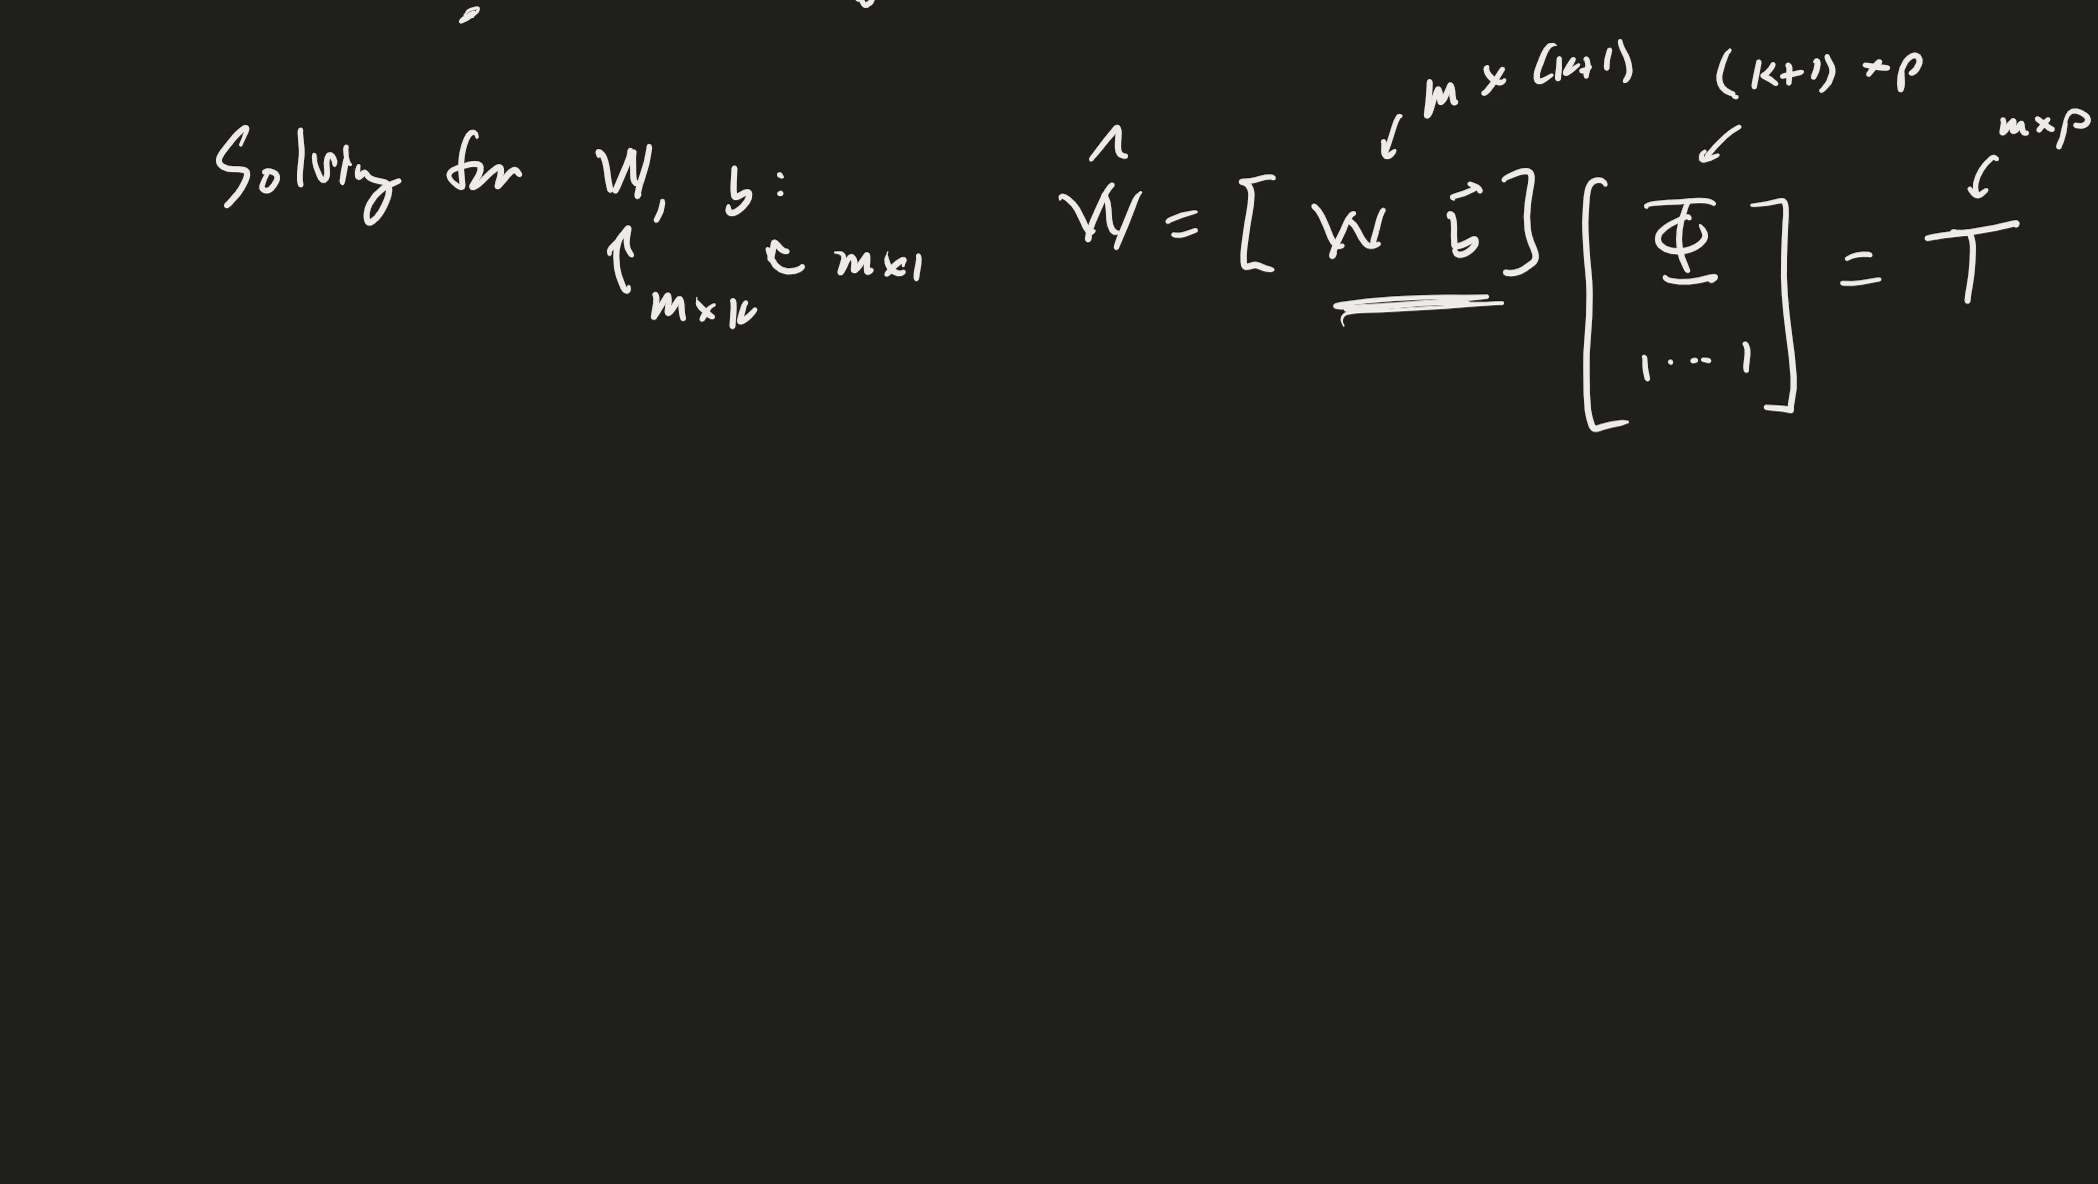 m × (k+1) (k+1) × p
m×p
Solving for W, b: Ŵ = [ W b⃗ ] [ Φ = T
m×1
m×k
1 ... 1 ]